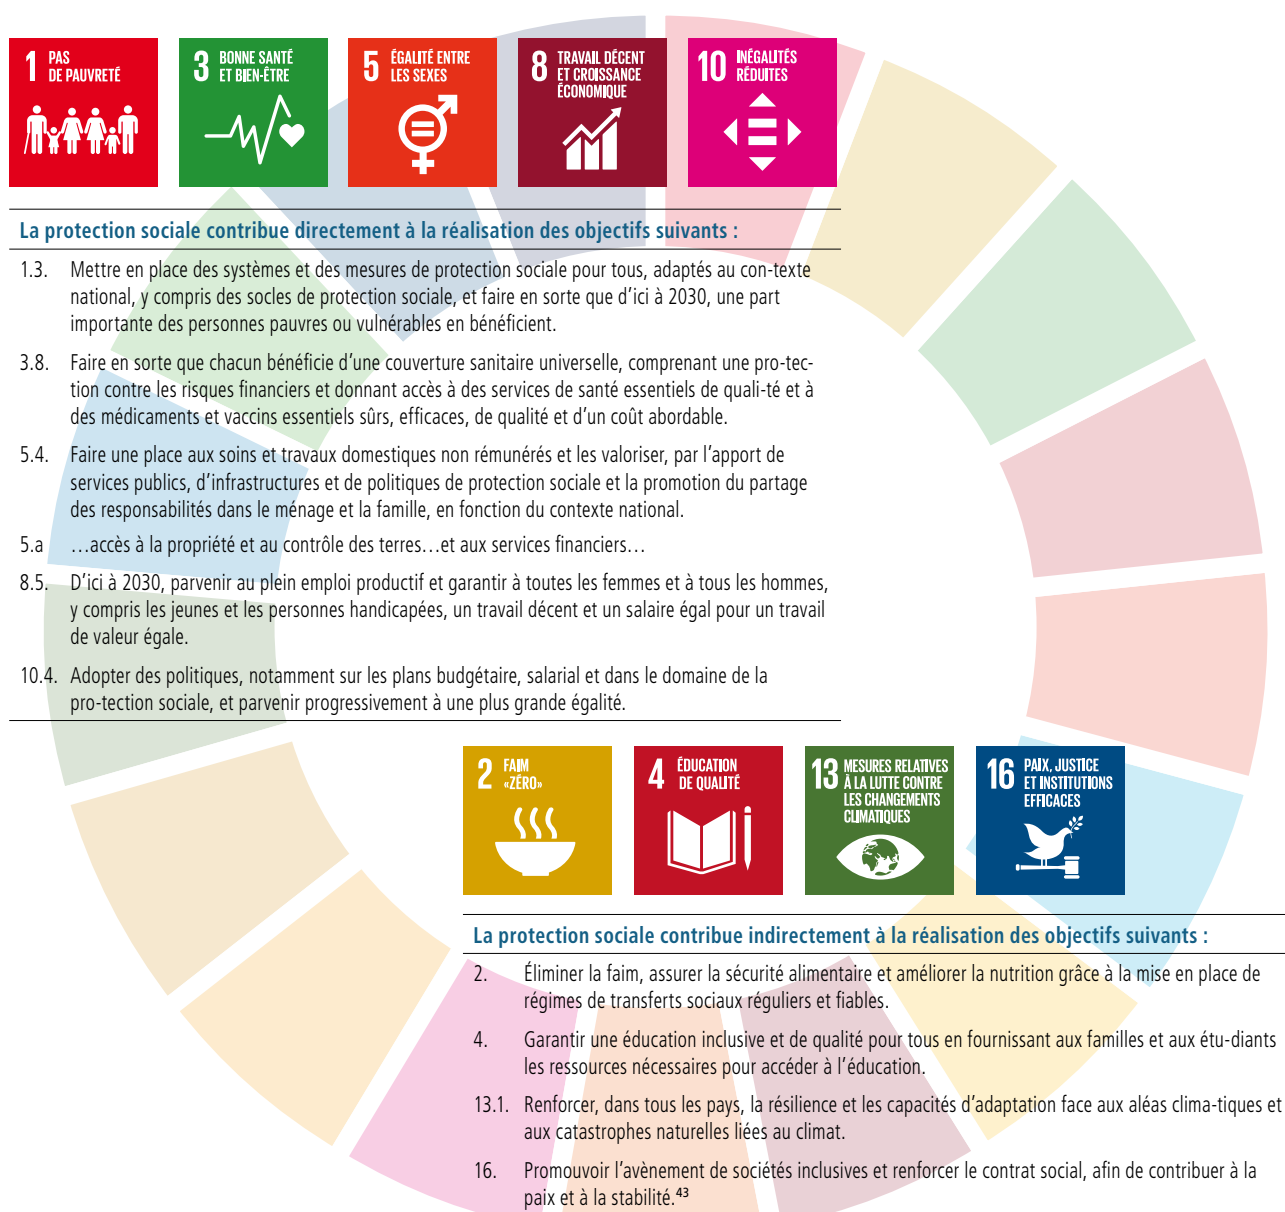 1 PAS
DE PAUVRETÉ
3 BONNE SANTÉ
ET BIEN-ÊTRE
5 ÉGALITÉ ENTRE
LES SEXES
8 TRAVAIL DÉCENT
ET CROISSANCE
ÉCONOMIQUE
10 INÉGALITÉS
RÉDUITES
La protection sociale contribue directement à la réalisation des objectifs suivants :
1.3. Mettre en place des systèmes et des mesures de protection sociale pour tous, adaptés au con-texte
national, y compris des socles de protection sociale, et faire en sorte que d’ici à 2030, une part
importante des personnes pauvres ou vulnérables en bénéficient.
3.8. Faire en sorte que chacun bénéficie d’une couverture sanitaire universelle, comprenant une pro-tec-
tion contre les risques financiers et donnant accès à des services de santé essentiels de quali-té et à
des médicaments et vaccins essentiels sûrs, efficaces, de qualité et d’un coût abordable.
5.4. Faire une place aux soins et travaux domestiques non rémunérés et les valoriser, par l’apport de
services publics, d’infrastructures et de politiques de protection sociale et la promotion du partage
des responsabilités dans le ménage et la famille, en fonction du contexte national.
5.a …accès à la propriété et au contrôle des terres…et aux services financiers…
8.5. D’ici à 2030, parvenir au plein emploi productif et garantir à toutes les femmes et à tous les hommes,
y compris les jeunes et les personnes handicapées, un travail décent et un salaire égal pour un travail
de valeur égale.
10.4. Adopter des politiques, notamment sur les plans budgétaire, salarial et dans le domaine de la
pro-tection sociale, et parvenir progressivement à une plus grande égalité.
2 FAIM
«ZÉRO»
4 ÉDUCATION
DE QUALITÉ
13 MESURES RELATIVES
À LA LUTTE CONTRE
LES CHANGEMENTS
CLIMATIQUES
16 PAIX, JUSTICE
ET INSTITUTIONS
EFFICACES
La protection sociale contribue indirectement à la réalisation des objectifs suivants :
2. Éliminer la faim, assurer la sécurité alimentaire et améliorer la nutrition grâce à la mise en place de
régimes de transferts sociaux réguliers et fiables.
4. Garantir une éducation inclusive et de qualité pour tous en fournissant aux familles et aux étu-diants
les ressources nécessaires pour accéder à l’éducation.
13.1. Renforcer, dans tous les pays, la résilience et les capacités d’adaptation face aux aléas clima-tiques et
aux catastrophes naturelles liées au climat.
16. Promouvoir l’avènement de sociétés inclusives et renforcer le contrat social, afin de contribuer à la
paix et à la stabilité.⁴³